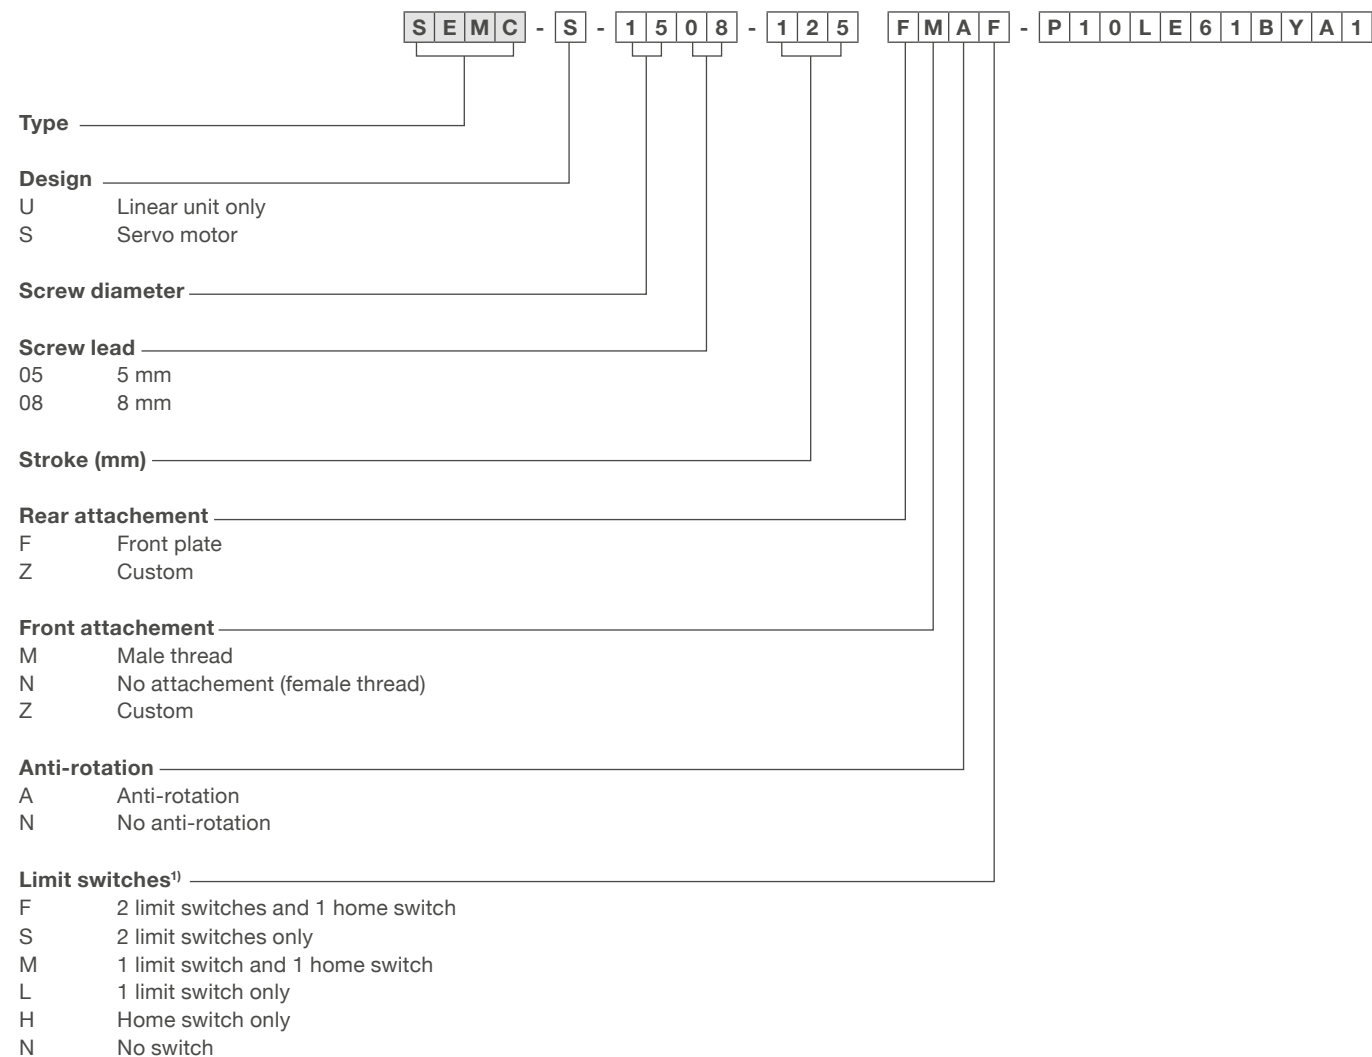 SEMC - S - 1508 - 125 FMAF - P10LE61BYA1
Type
Design
U Linear unit only
S Servo motor
Screw diameter
Screw lead
05 5 mm
08 8 mm
Stroke (mm)
Rear attachement
F Front plate
Z Custom
Front attachement
M Male thread
N No attachement (female thread)
Z Custom
Anti-rotation
A Anti-rotation
N No anti-rotation
Limit switches1)
F 2 limit switches and 1 home switch
S 2 limit switches only
M 1 limit switch and 1 home switch
L 1 limit switch only
H Home switch only
N No switch